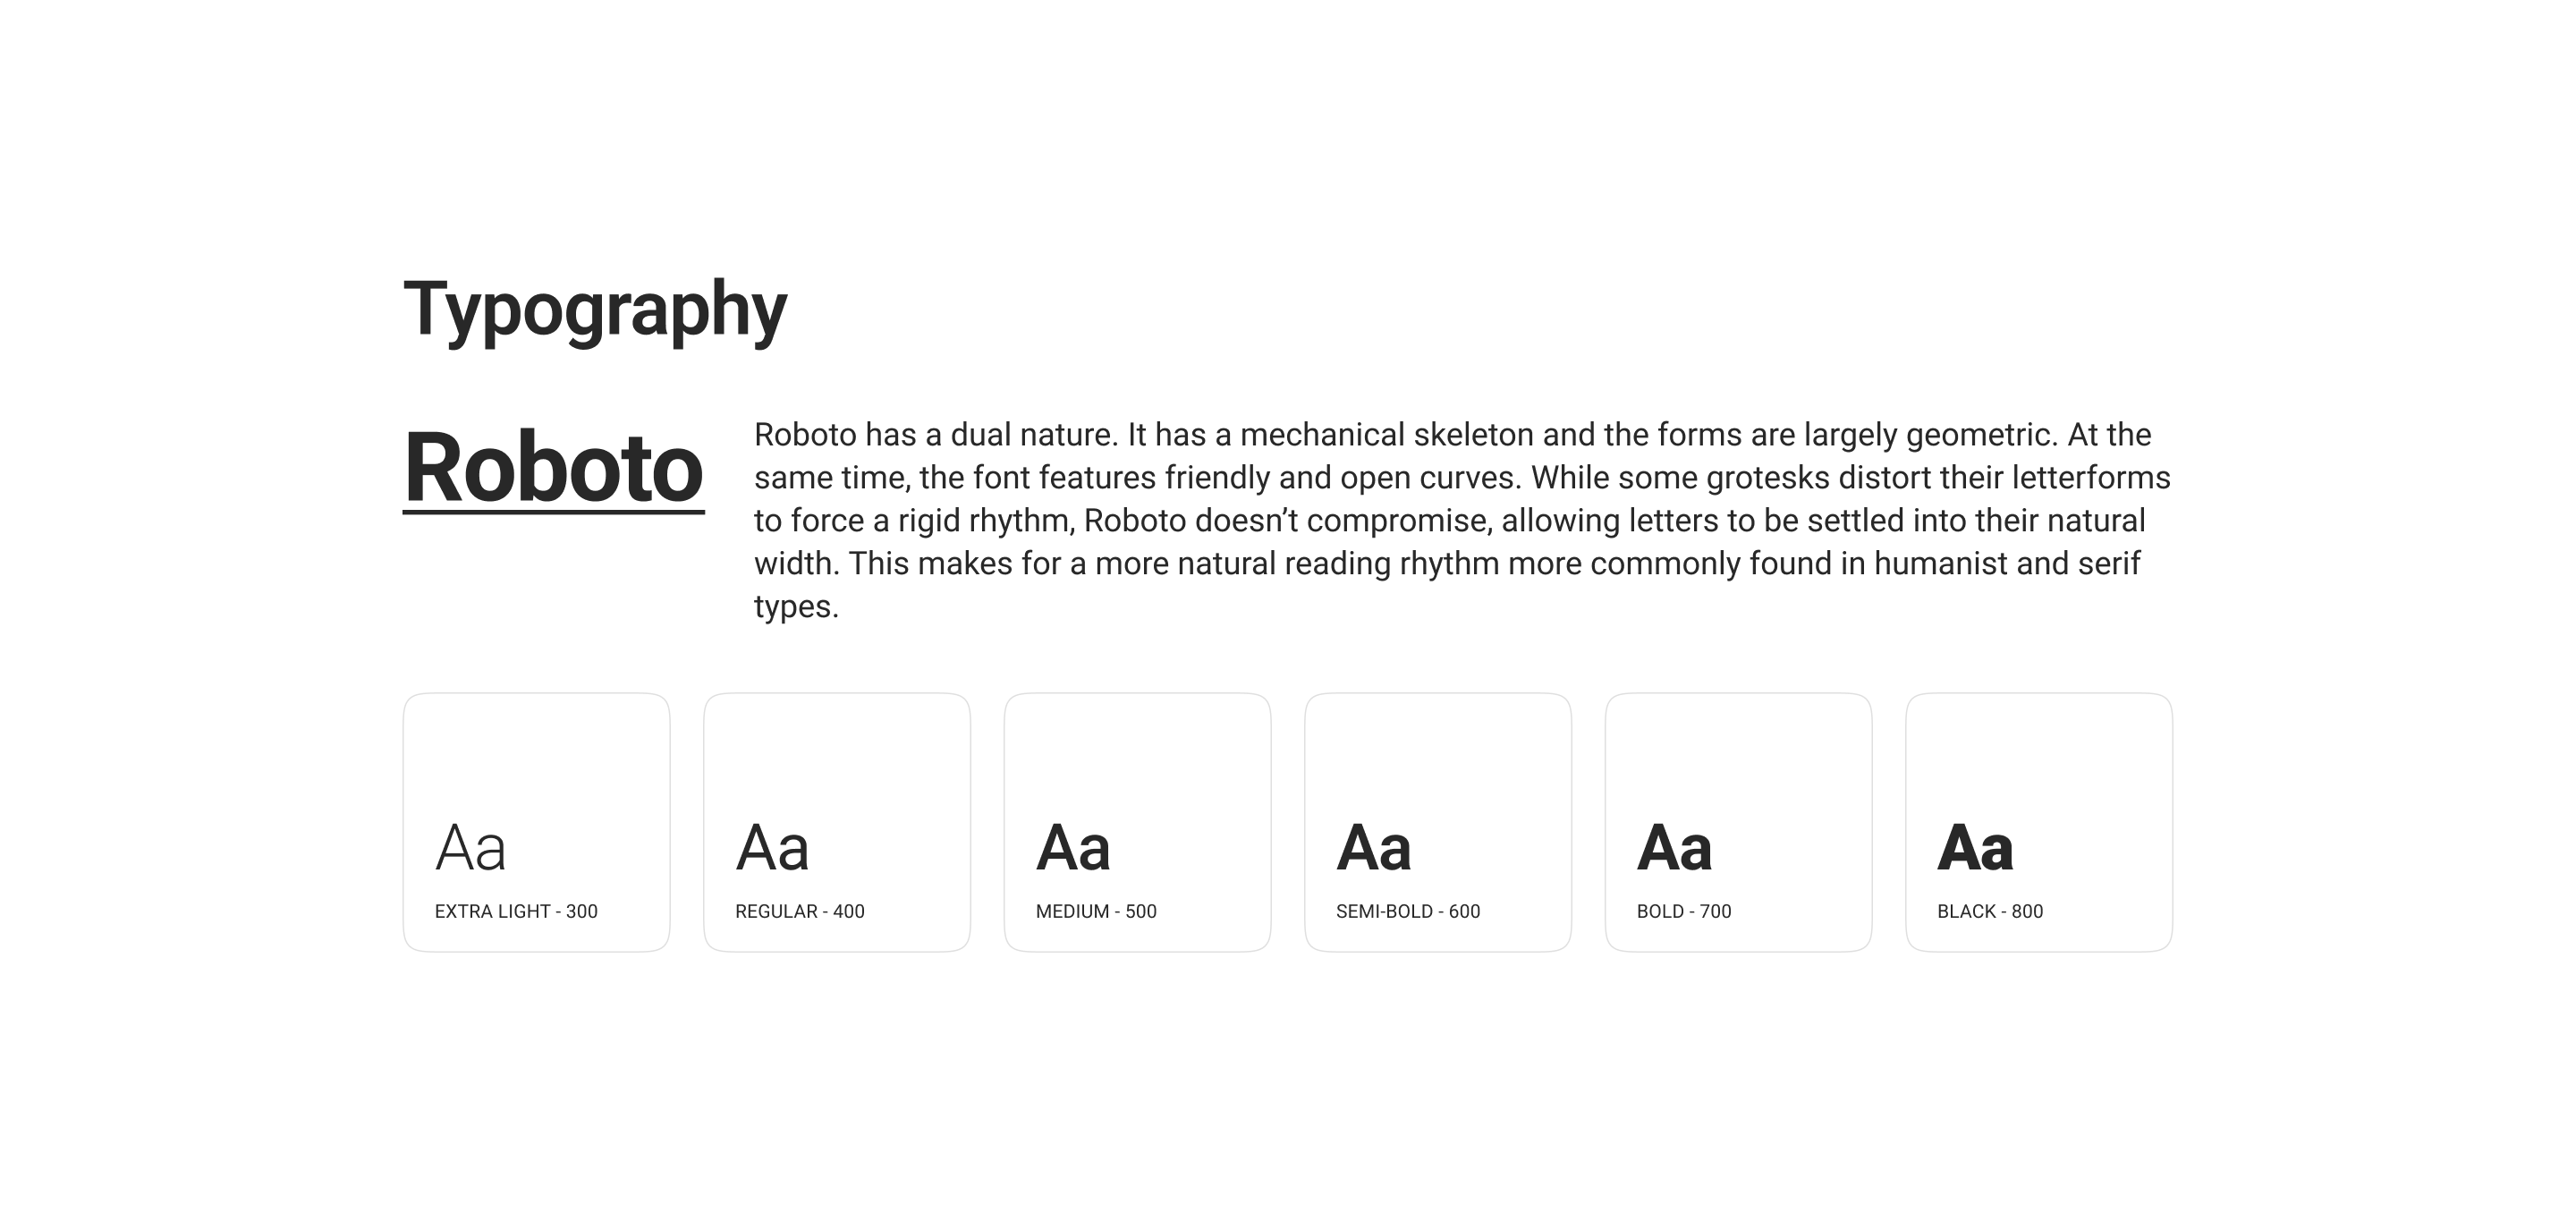 Typography
Roboto
Roboto has a dual nature. It has a mechanical skeleton and the forms are largely geometric. At the
same time, the font features friendly and open curves. While some grotesks distort their letterforms
to force a rigid rhythm, Roboto doesn’t compromise, allowing letters to be settled into their natural
width. This makes for a more natural reading rhythm more commonly found in humanist and serif
types.
Aa
EXTRA LIGHT - 300
Aa
REGULAR - 400
Aa
MEDIUM - 500
Aa
SEMI-BOLD - 600
Aa
BOLD - 700
Aa
BLACK - 800